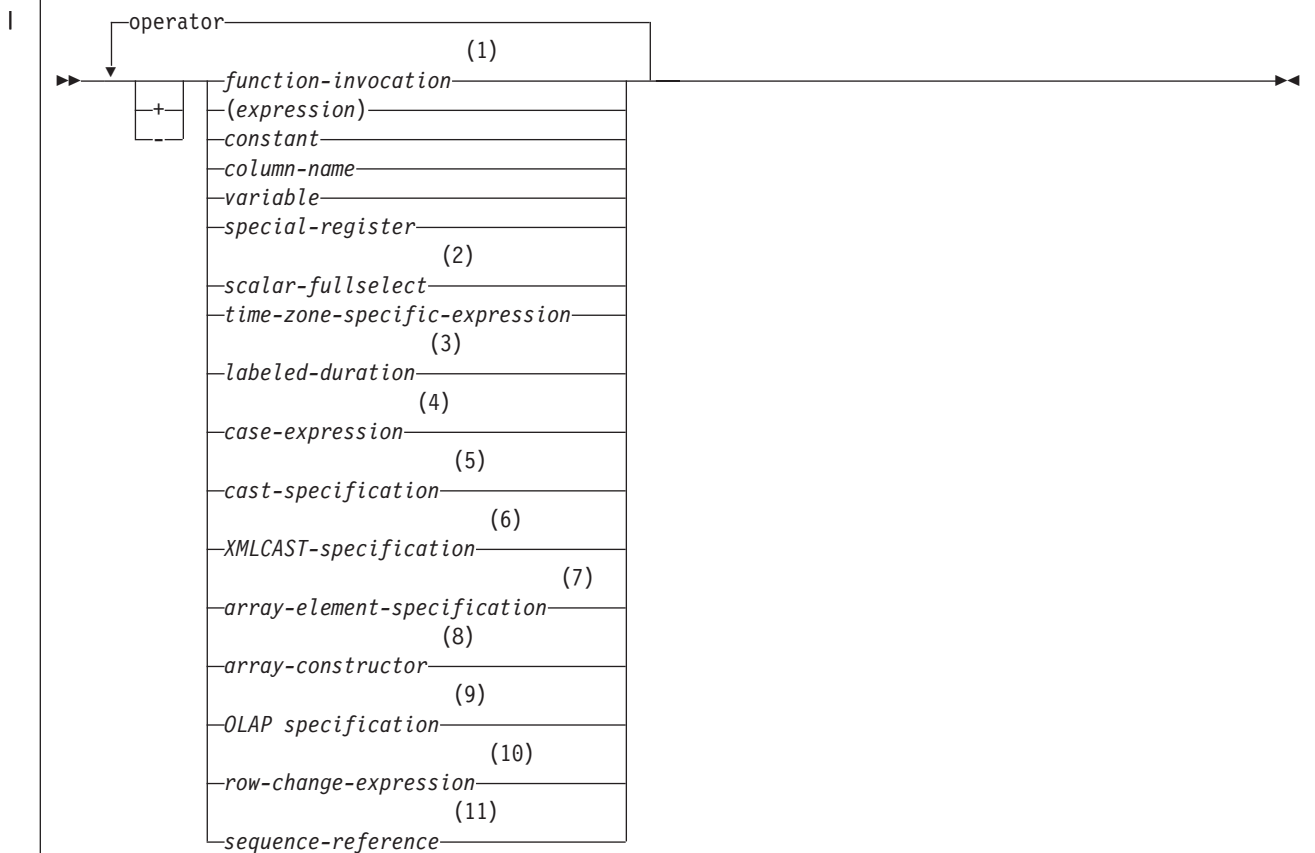 operator
(1)
function-invocation
+
(expression)
-
constant
column-name
variable
special-register
(2)
scalar-fullselect
time-zone-specific-expression
(3)
labeled-duration
(4)
case-expression
(5)
cast-specification
(6)
XMLCAST-specification
(7)
array-element-specification
(8)
array-constructor
(9)
OLAP specification
(10)
row-change-expression
(11)
sequence-reference